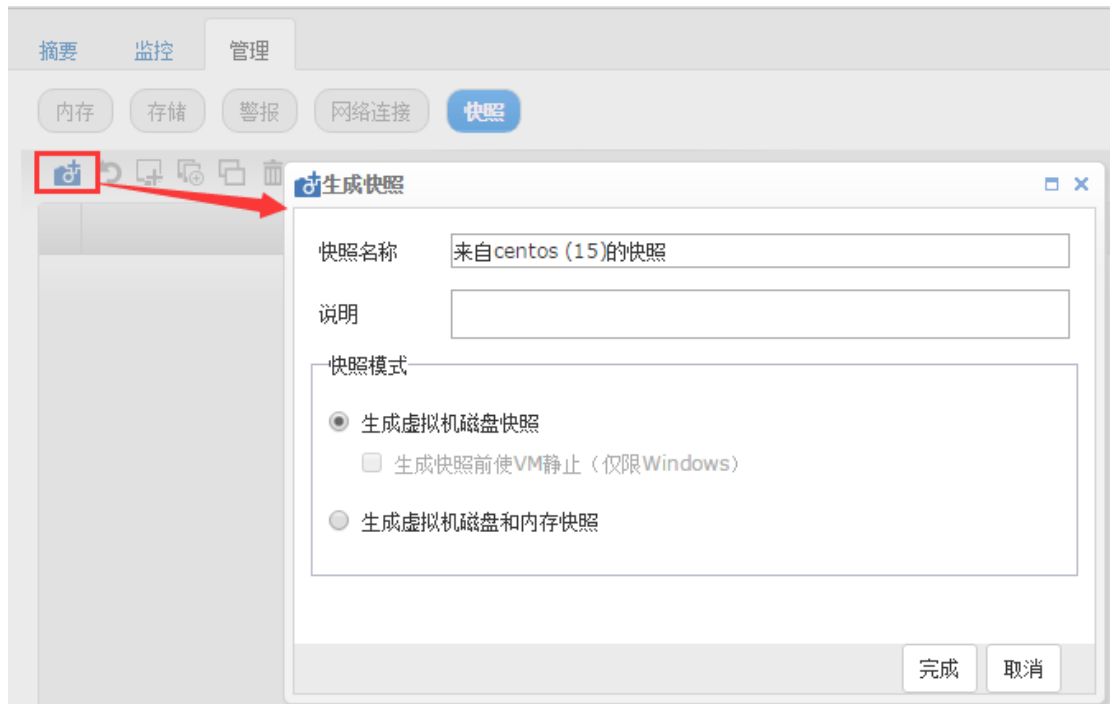 摘要 监控 管理
内存 存储 警报 网络连接 快照
生成快照
快照名称 来自centos (15)的快照
说明
快照模式
生成虚拟机磁盘快照
生成快照前使VM静止（仅限Windows）
生成虚拟机磁盘和内存快照
完成 取消